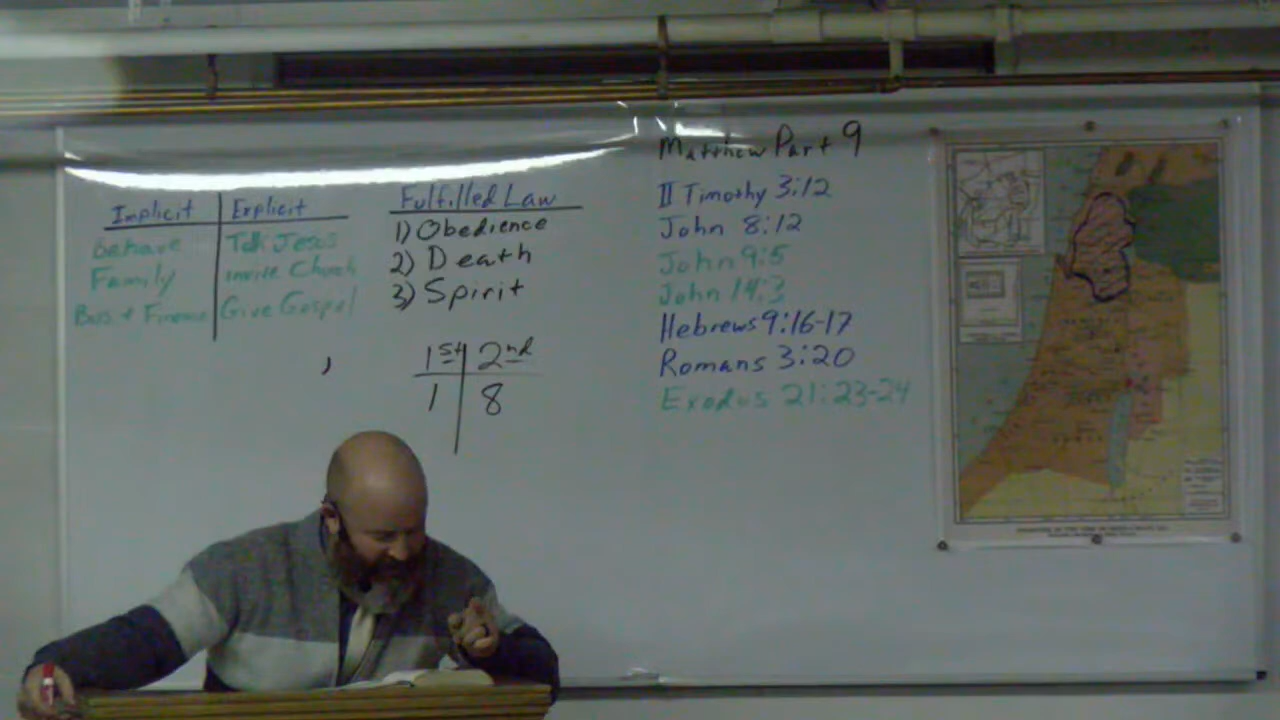 Implicit Explicit
Behave Talk Jesus
Family Invite Church
Bus + Finance Give Gospel
Fulfilled Law
1) Obedience
2) Death
3) Spirit
1st 2nd
1 8
Matthew Part 9
II Timothy 3:12
John 8:12
John 9:5
John 14:3
Hebrews 9:16-17
Romans 3:20
Exodus 21:23-24